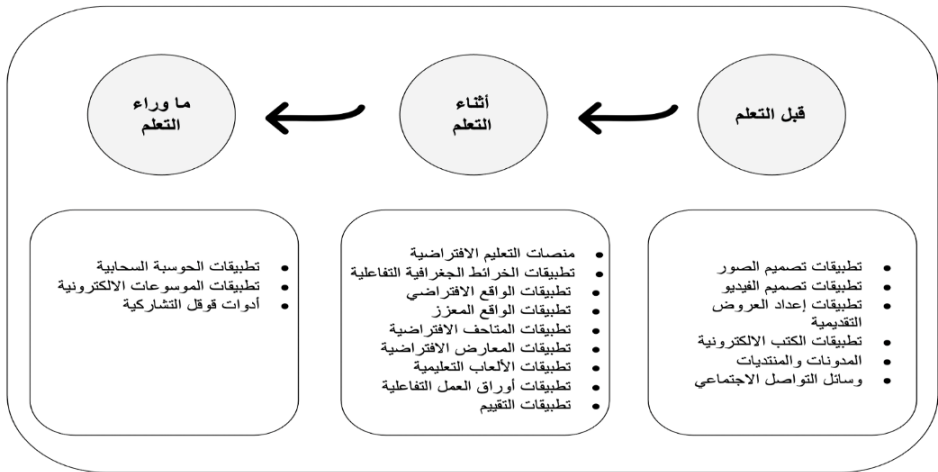 قبل التعلم
أثناء
التعلم
ما وراء
التعلم
• تطبيقات تصميم الصور
• تطبيقات تصميم الفيديو
• تطبيقات إعداد العروض
التقديمية
• تطبيقات الكتب الالكترونية
• المدونات والمنتديات
• وسائل التواصل الاجتماعي
• منصات التعليم الافتراضية
• تطبيقات الخرائط الجغرافية التفاعلية
• تطبيقات الواقع الافتراضي
• تطبيقات الواقع المعزز
• تطبيقات المتاحف الافتراضية
• تطبيقات المعارض الافتراضية
• تطبيقات الألعاب التعليمية
• تطبيقات أوراق العمل التفاعلية
• تطبيقات التقييم
• تطبيقات الحوسبة السحابية
• تطبيقات الموسوعات الالكترونية
• أدوات قوقل التشاركية